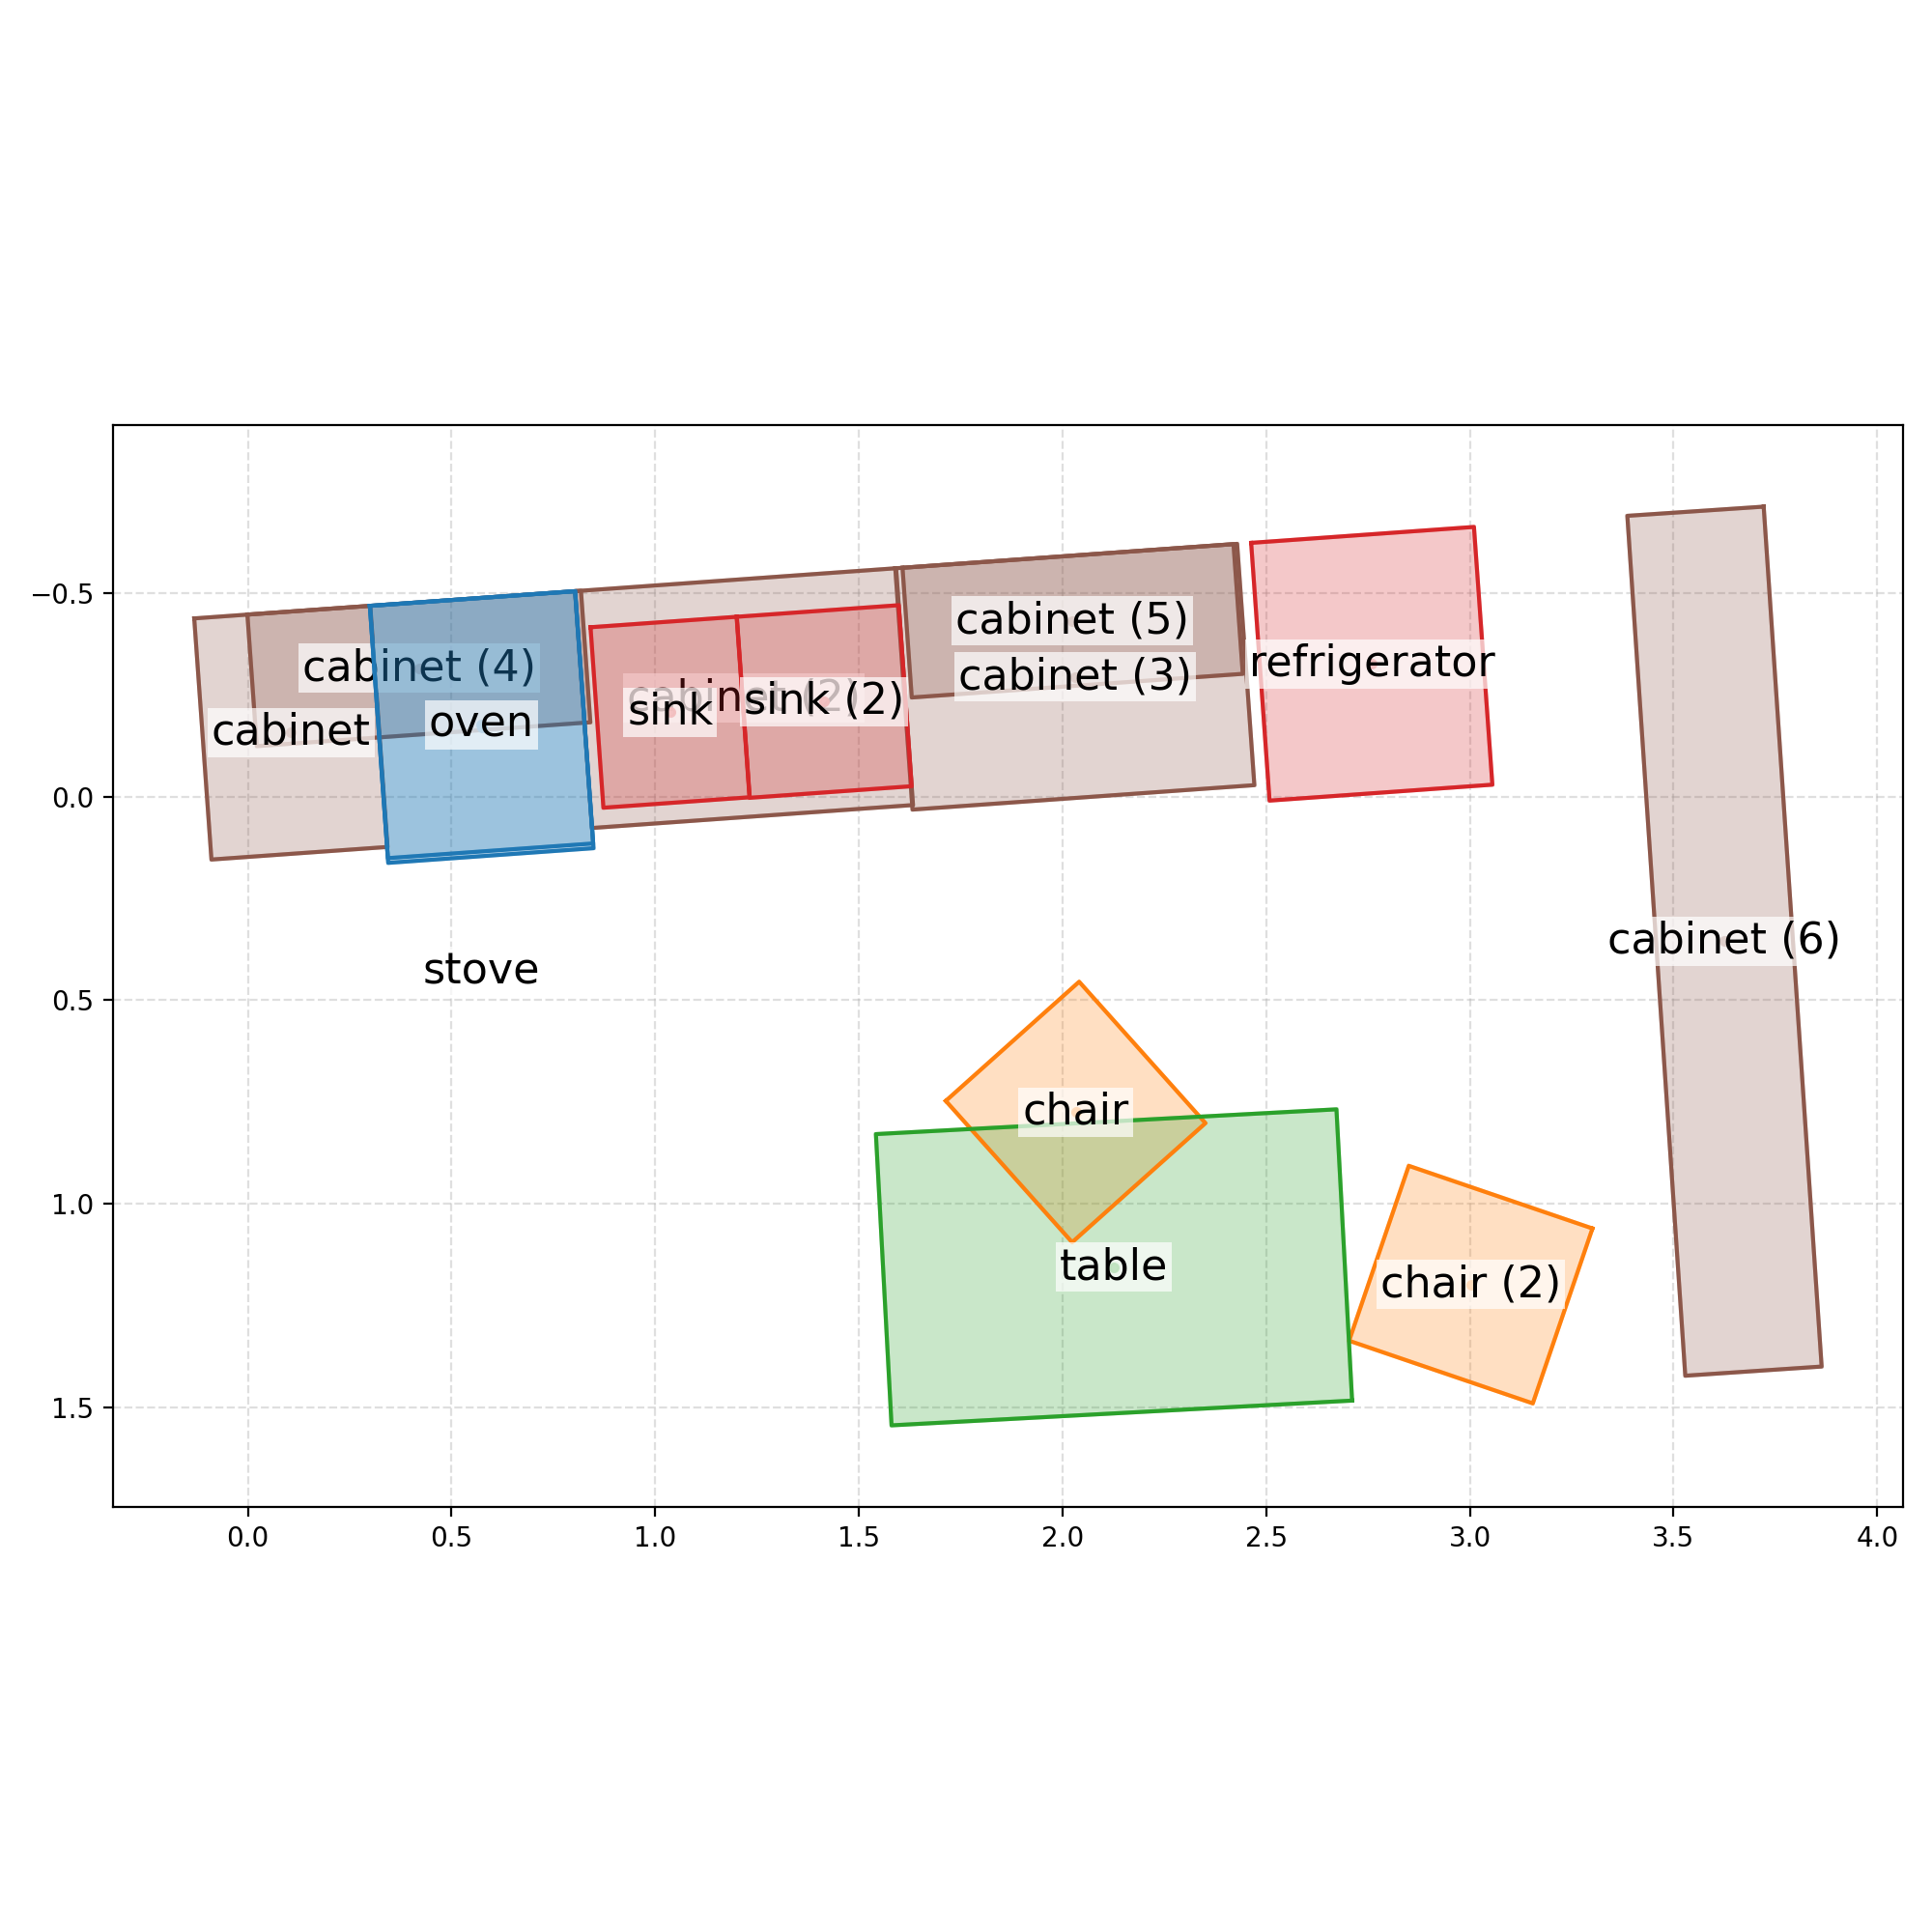 cabinet (5)
cabinet (4)
refrigerator
cabinet (3)
cabinet (2)
sink
sink (2)
oven
cabinet
cabinet (6)
stove
chair
table
chair (2)
−0.5
0.0
0.5
1.0
1.5
0.0 0.5 1.0 1.5 2.0 2.5 3.0 3.5 4.0